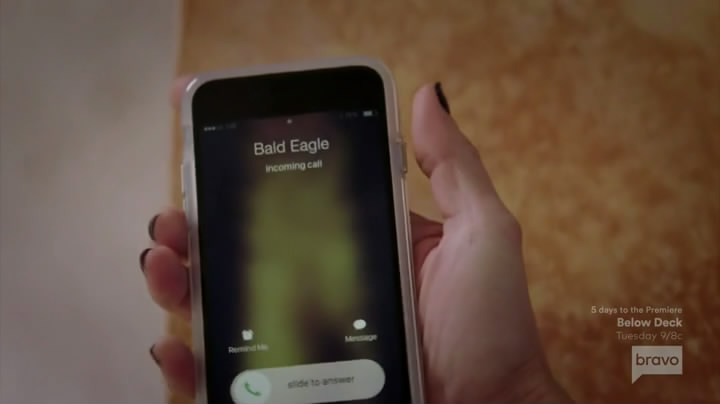 Bald Eagle
incoming call
Remind Me
Message
slide to answer
5 days to the Premiere
Below Deck
Tuesday 9/8c
bravo